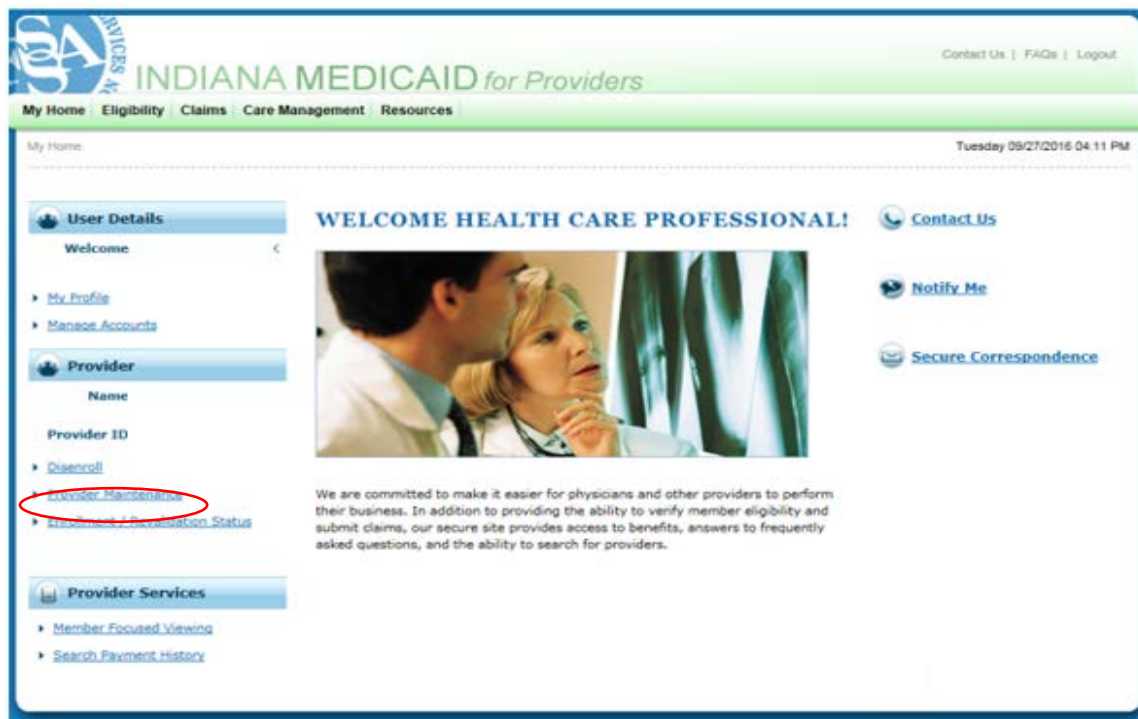 SERVICES
Contact Us | FAQs | Logout
INDIANA MEDICAID for Providers
My Home Eligibility Claims Care Management Resources
My Home
Tuesday 09/27/2016 04:11 PM
User Details
Welcome <
My Profile
Manage Accounts
Provider
Name
Provider ID
Disenroll
Provider Maintenance
Enrollment / Revalidation Status
Provider Services
Member Focused Viewing
Search Payment History
WELCOME HEALTH CARE PROFESSIONAL!
We are committed to make it easier for physicians and other providers to perform
their business. In addition to providing the ability to verify member eligibility and
submit claims, our secure site provides access to benefits, answers to frequently
asked questions, and the ability to search for providers.
Contact Us
Notify Me
Secure Correspondence